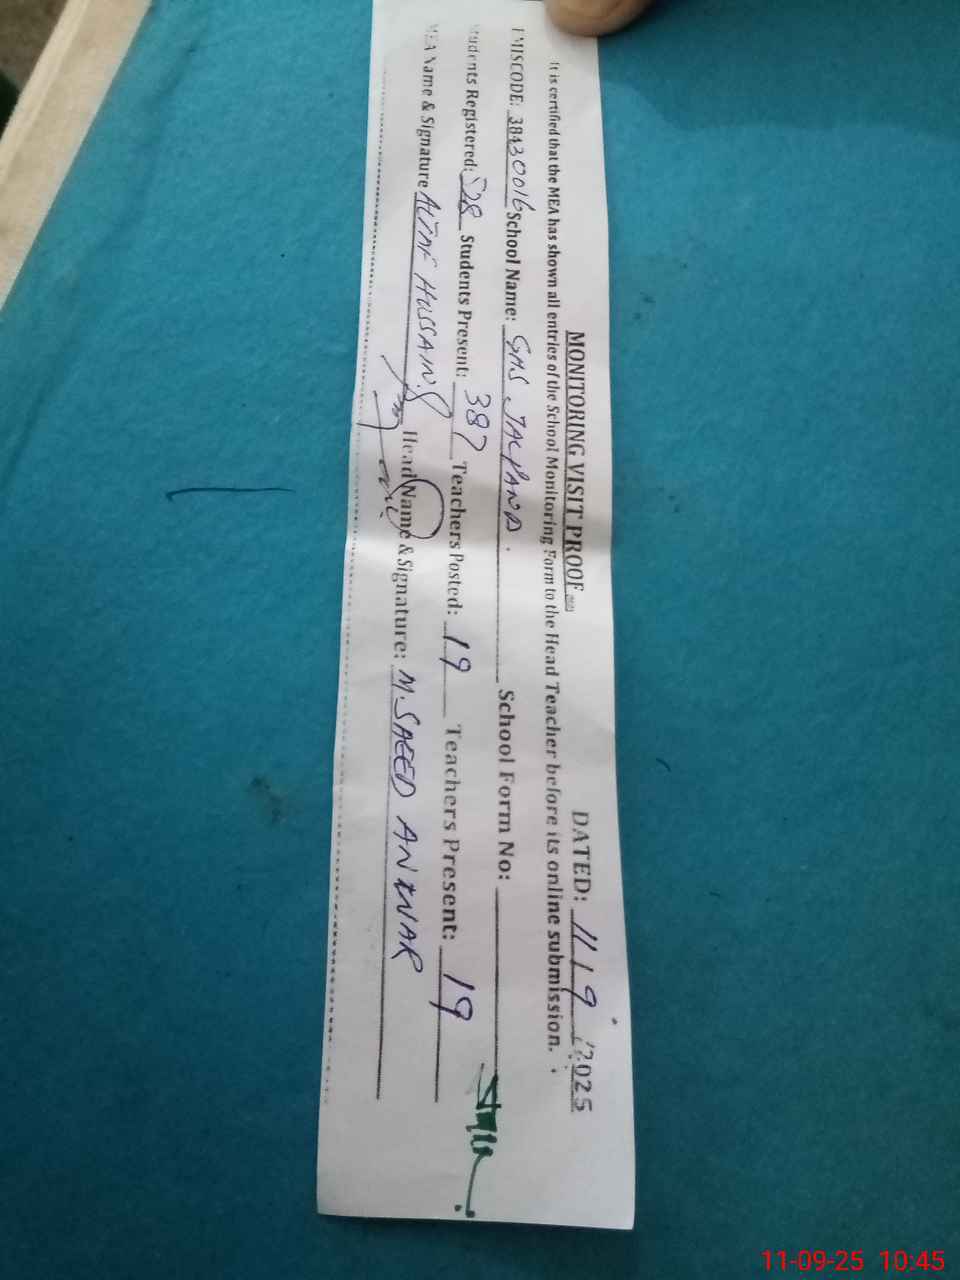 MONITORING VISIT PROOF DATED: 11/9/2025
It is certified that the MEA has shown all entries of the School Monitoring Form to the Head Teacher before its online submission.
EMISCODE: 38430016 School Name: GHS JALPANA. School Form No:
Students Registered: 528 Students Present: 387 Teachers Posted: 19 Teachers Present: 19
MEA Name & Signature ALTAF HUSSAIN Head Name & Signature: M. SAEED ANWAR
11-09-25 10:45